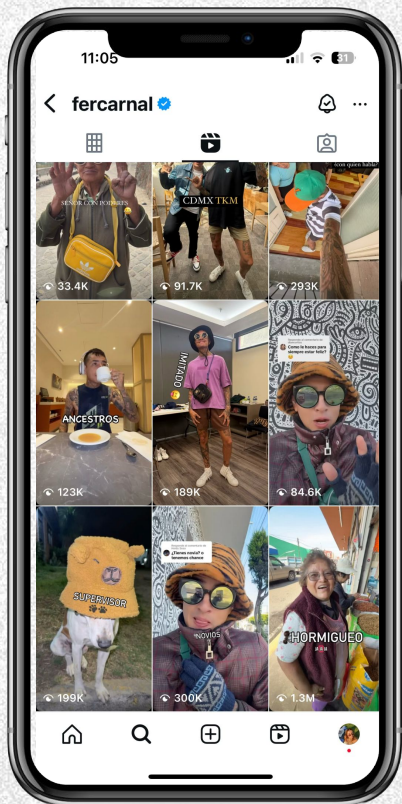 11:05
31
fercarnal
SEÑOR CON PODERES
CDMX TKM
¿con quien habla?
33.4K
91.7K
293K
ANCESTROS
IMITADO
Como le haces para
siempre estar feliz?
123K
189K
84.6K
SUPERVISOR
¿Tienes novia? o
tenemos chance
NOVIOS
HORMIGUEO
199K
300K
1.3M